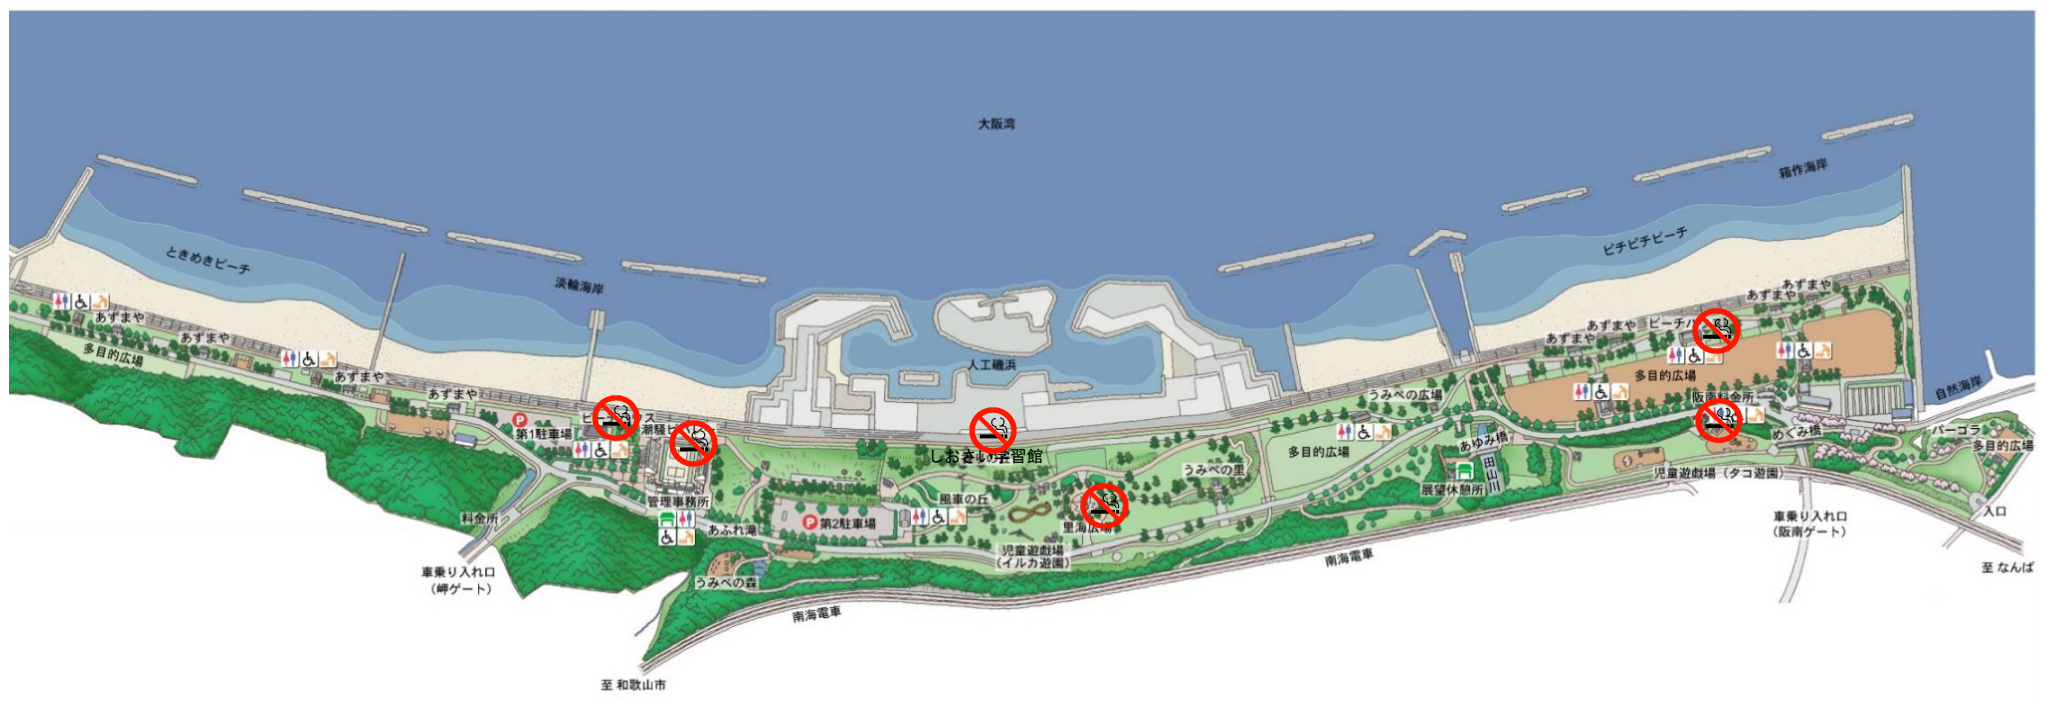 大阪湾
箱作海岸
ピチピチビーチ
ときめきビーチ
淡輪海岸
あずまや
あずまや
あずまや
あずまや
あずまや
あずまや
あずまや
あずまや
多目的広場
人工磯浜
多目的広場
うみべの広場
阪南料金所
自然海岸
P
第1駐車場
潮騒ビ
しおさい学習館
うみべの里
多目的広場
あゆみ橋
めぐみ橋
パーゴラ
多目的広場
田山川
展望休憩所
児童遊戯場（タコ遊園）
管理事務所
風車の丘
料金所
あふれ滝
P
第2駐車場
里海広場
入口
車乗り入れ口
（阪南ゲート）
児童遊戯場
（イルカ遊園）
南海電車
至 なんば
車乗り入れ口
（岬ゲート）
うみべの森
南海電車
至 和歌山市